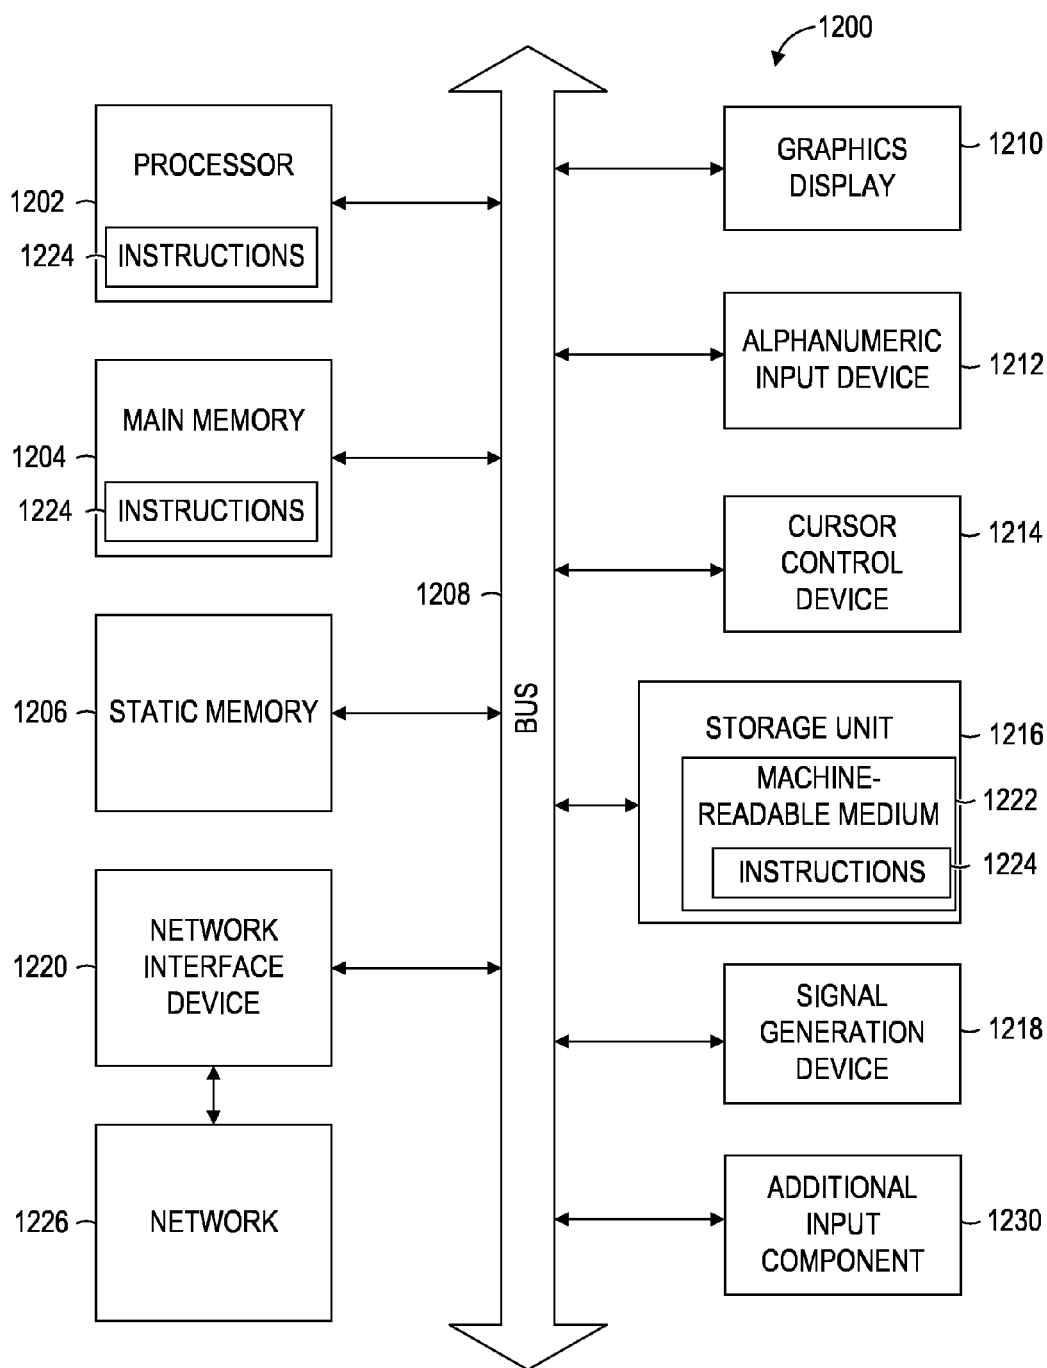 1200
PROCESSOR
1202
1224
INSTRUCTIONS
MAIN MEMORY
1204
1224
INSTRUCTIONS
1208
STATIC MEMORY
1206
BUS
NETWORK
INTERFACE
DEVICE
1220
NETWORK
1226
GRAPHICS
DISPLAY
1210
ALPHANUMERIC
INPUT DEVICE
1212
CURSOR
CONTROL
DEVICE
1214
STORAGE UNIT
1216
MACHINE-
READABLE MEDIUM
1222
INSTRUCTIONS
1224
SIGNAL
GENERATION
DEVICE
1218
ADDITIONAL
INPUT
COMPONENT
1230